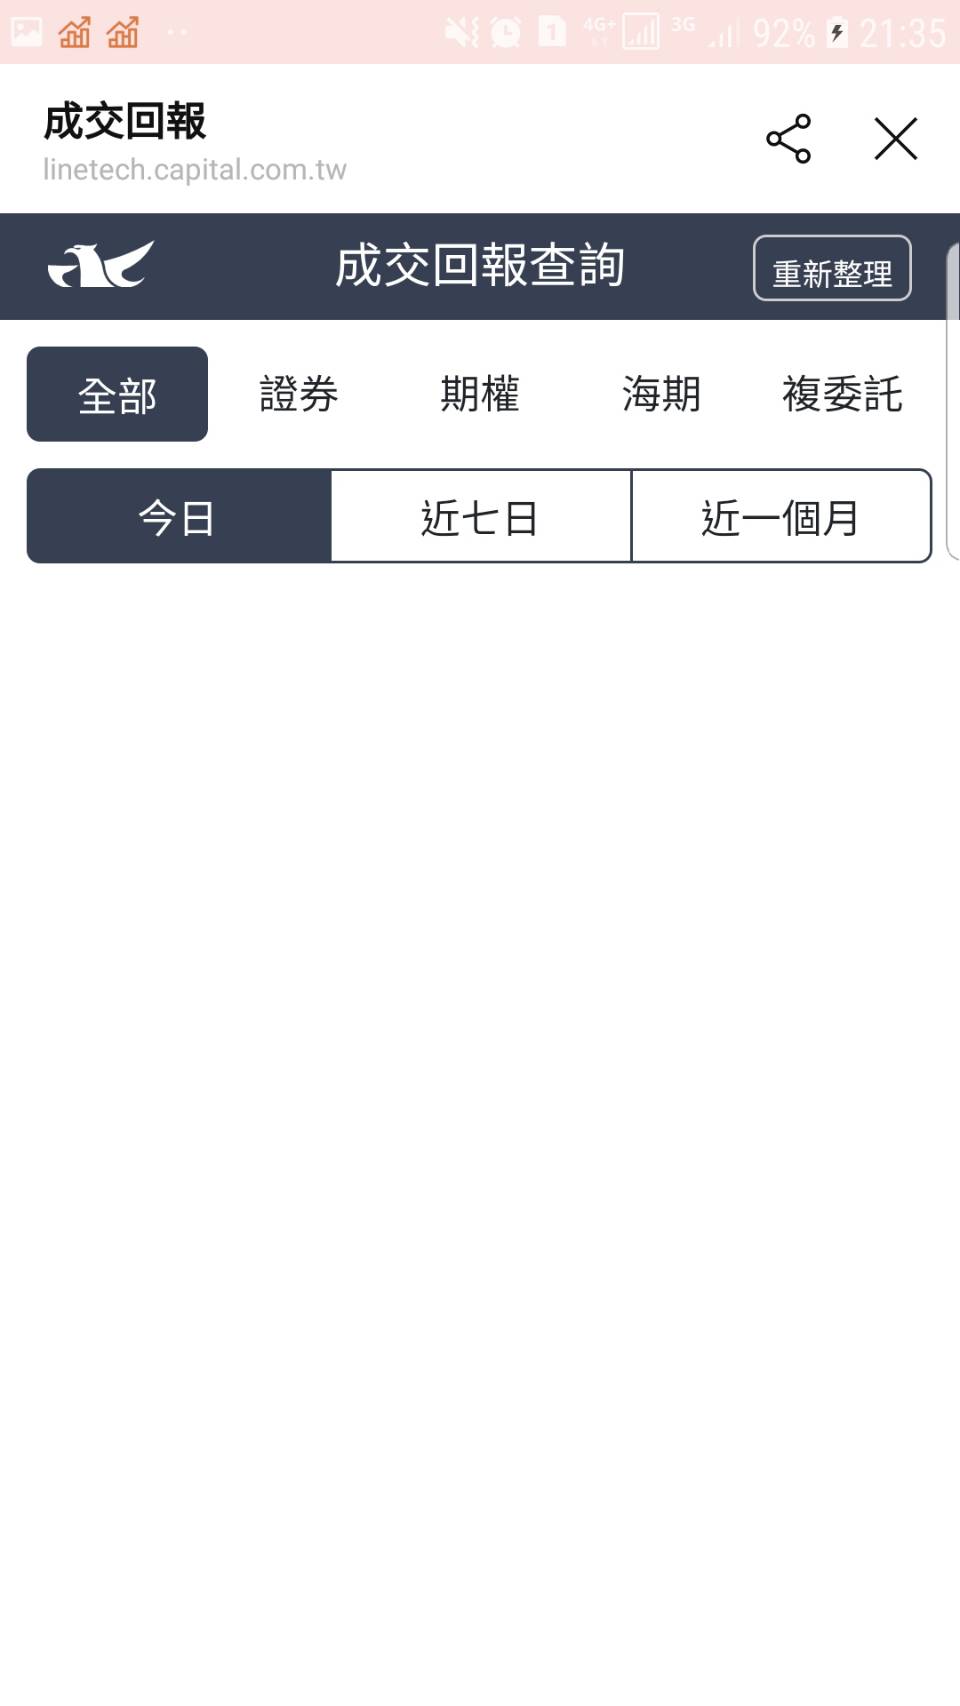 1 4G+ 3G 92% 21:35
成交回報
linetech.capital.com.tw
成交回報查詢 重新整理
全部 證券 期權 海期 複委託
今日 近七日 近一個月